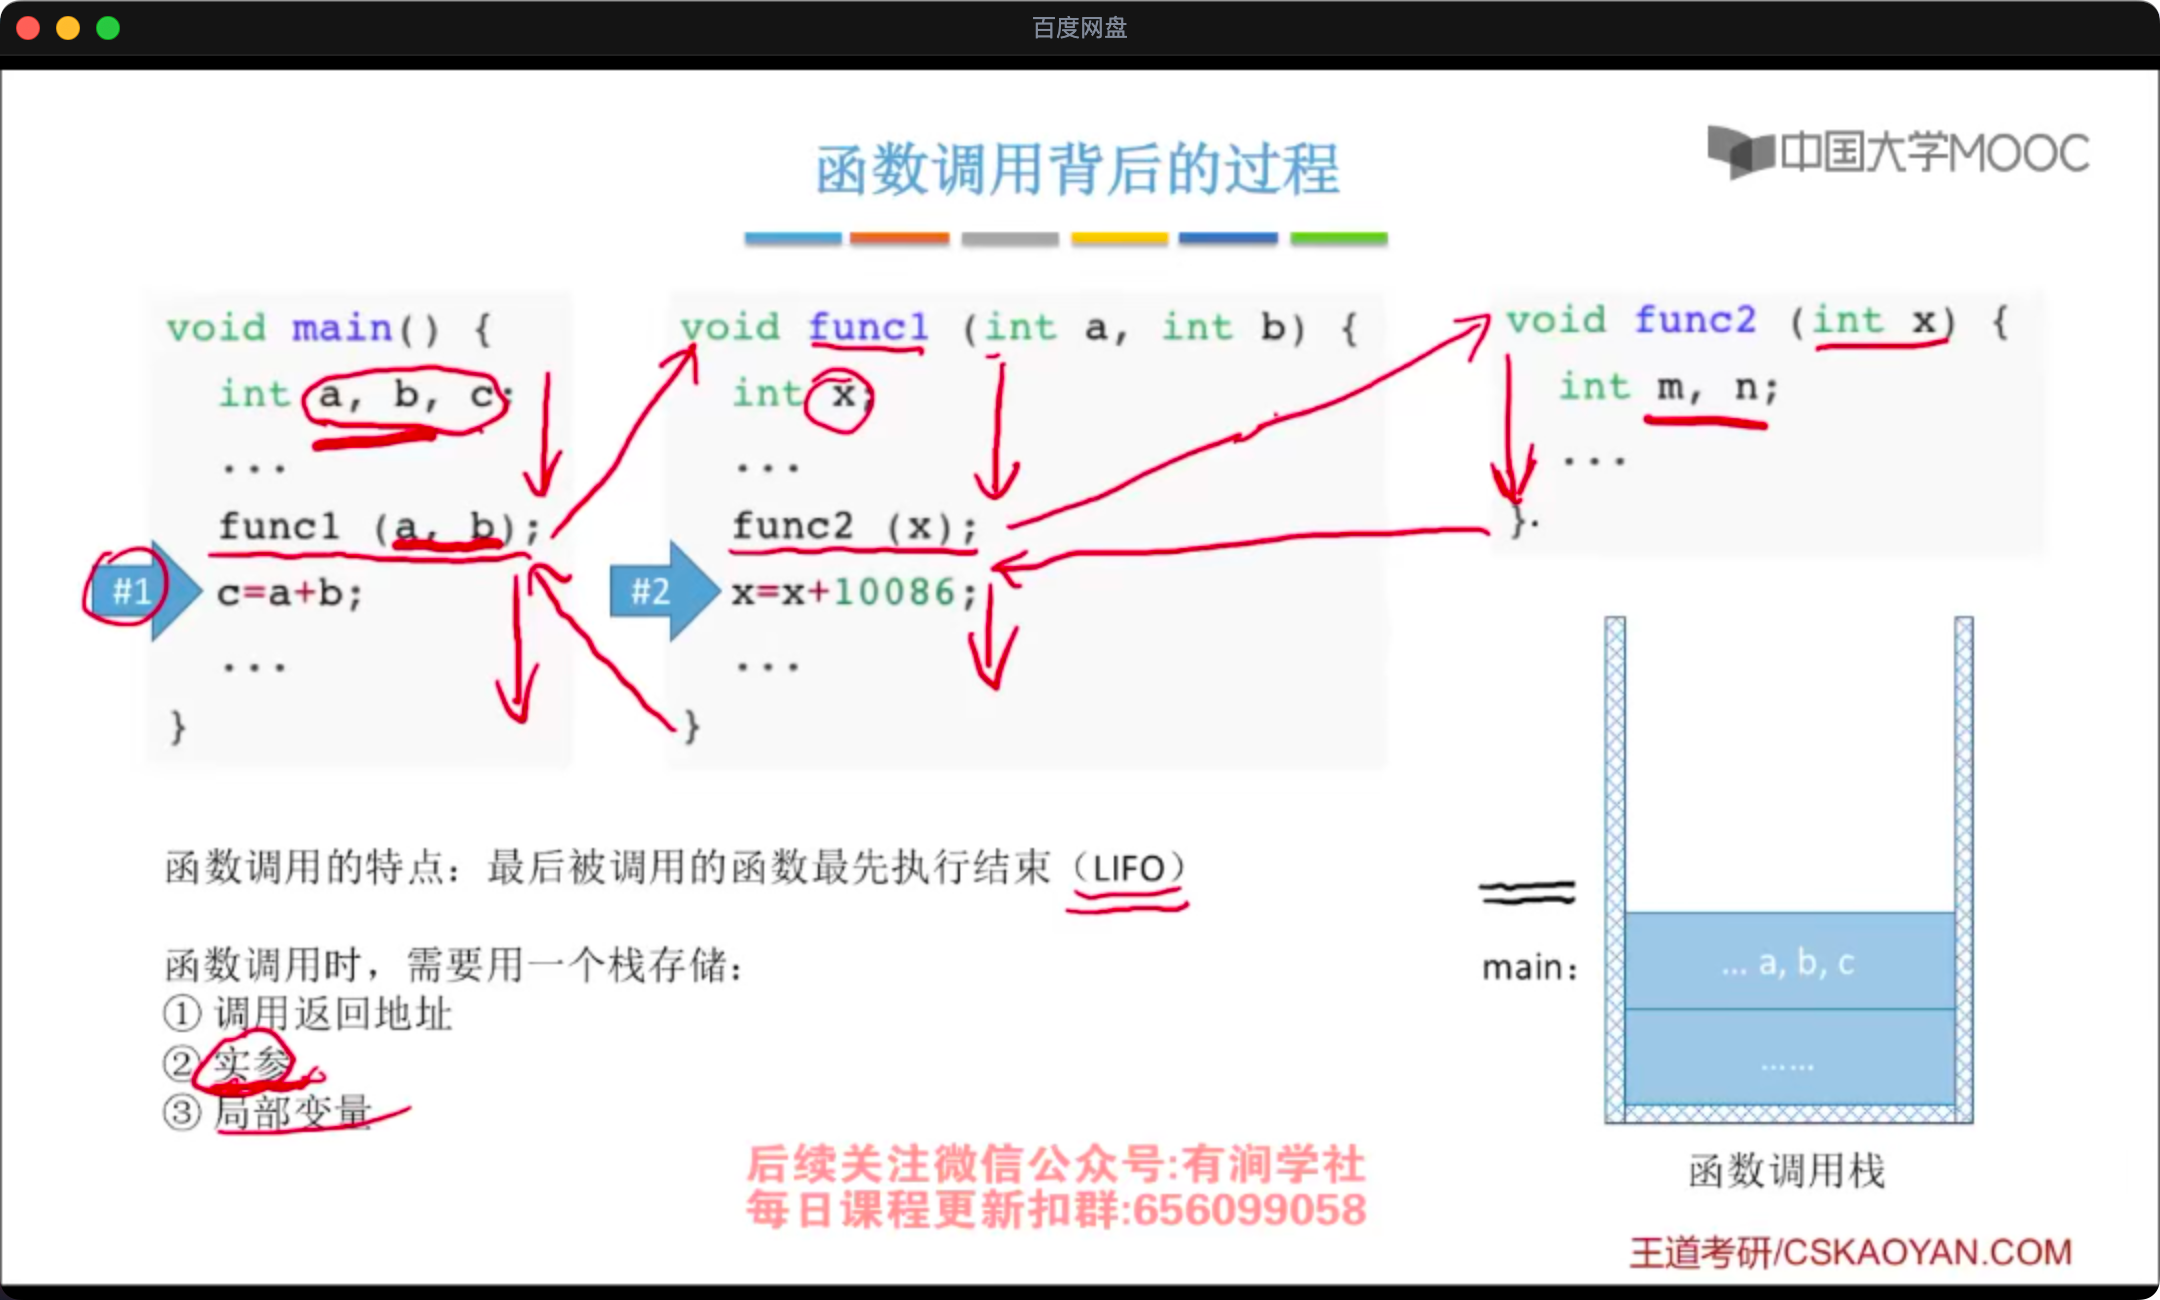 百度网盘
中国大学MOOC
函数调用背后的过程
void main() {
int a, b, c;
...
func1 (a, b);
#1
c=a+b;
...
}
void func1 (int a, int b) {
int x;
...
func2 (x);
#2
x=x+10086;
...
}
void func2 (int x) {
int m, n;
...
}
函数调用的特点：最后被调用的函数最先执行结束（LIFO）
函数调用时，需要用一个栈存储：
① 调用返回地址
② 实参
③ 局部变量
main：
... a, b, c
……
函数调用栈
后续关注微信公众号:有涧学社
每日课程更新扣群:656099058
王道考研/CSKAOYAN.COM